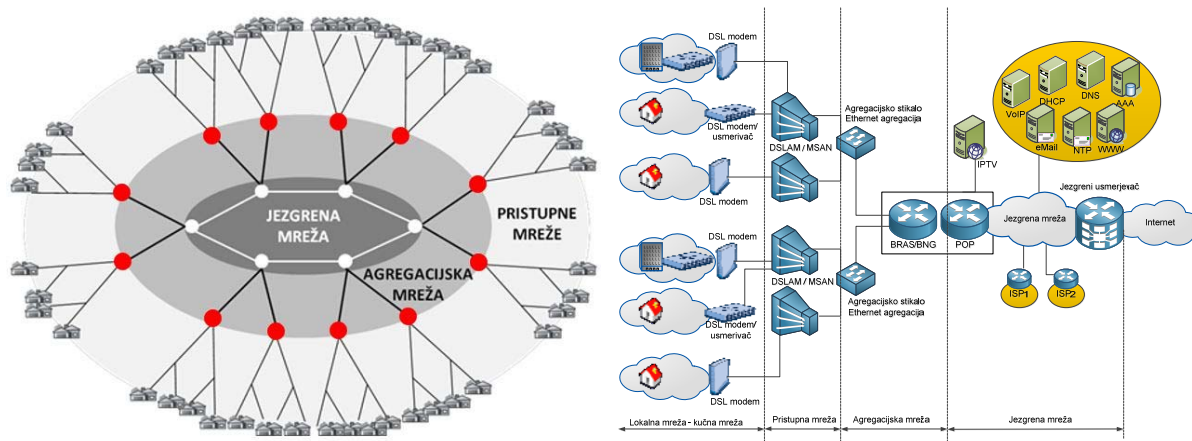 JEZGRENA
MREŽA
PRISTUPNE
MREŽE
AGREGACIJSKA
MREŽA
DSL modem
DSL modem/
usmerivač
DSL modem
DSL modem
DSL modem/
usmerivač
DSL modem
DSLAM / MSAN
DSLAM / MSAN
Agregacijsko stikalo
Ethernet agregacija
Agregacijsko stikalo
Ethernet agregacija
BRAS/BNG
POP
IPTV
VoIP
DHCP
DNS
AAA
eMail
NTP
WWW
Jezgreni usmerjevač
Jezgrena mreža
Internet
ISP1
ISP2
Lokalna mreža - kučna mreža
Pristupna mreža
Agregacijska mreža
Jezgrena mreža